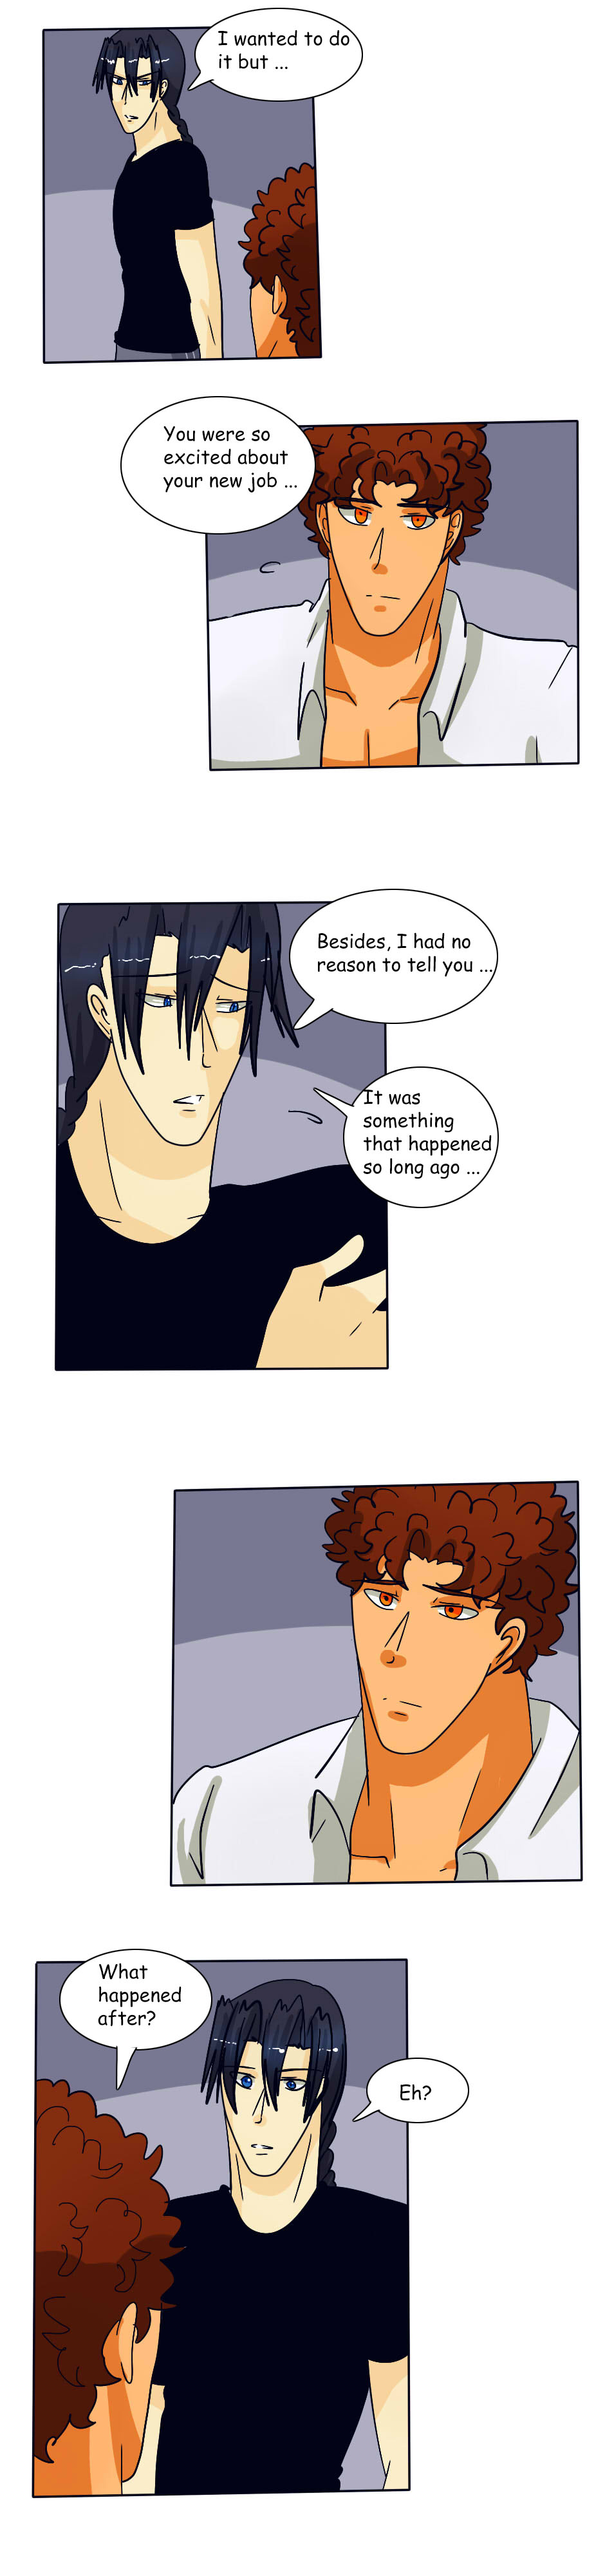 I wanted to do
it but ...
You were so
excited about
your new job ...
Besides, I had no
reason to tell you ...
It was
something
that happened
so long ago ...
What
happened
after?
Eh?